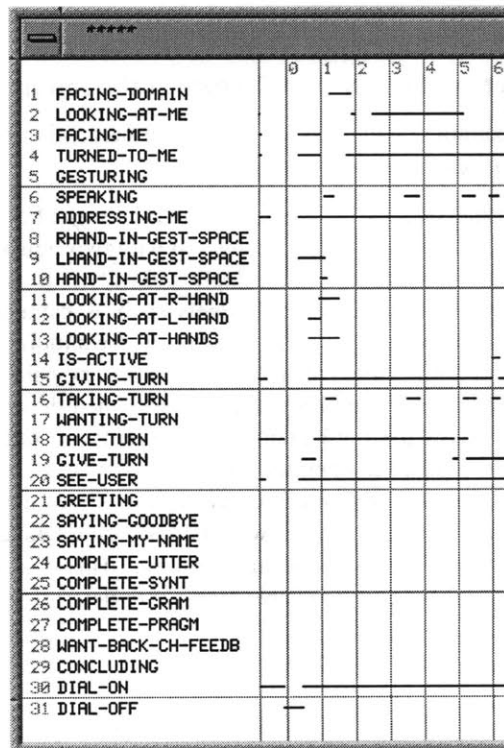 *****
0 1 2 3 4 5 6
1 FACING-DOMAIN
2 LOOKING-AT-ME
3 FACING-ME
4 TURNED-TO-ME
5 GESTURING
6 SPEAKING
7 ADDRESSING-ME
8 RHAND-IN-GEST-SPACE
9 LHAND-IN-GEST-SPACE
10 HAND-IN-GEST-SPACE
11 LOOKING-AT-R-HAND
12 LOOKING-AT-L-HAND
13 LOOKING-AT-HANDS
14 IS-ACTIVE
15 GIVING-TURN
16 TAKING-TURN
17 WANTING-TURN
18 TAKE-TURN
19 GIVE-TURN
20 SEE-USER
21 GREETING
22 SAYING-GOODBYE
23 SAYING-MY-NAME
24 COMPLETE-UTTER
25 COMPLETE-SYNT
26 COMPLETE-GRAM
27 COMPLETE-PRAGM
28 WANT-BACK-CH-FEEDB
29 CONCLUDING
30 DIAL-ON
31 DIAL-OFF